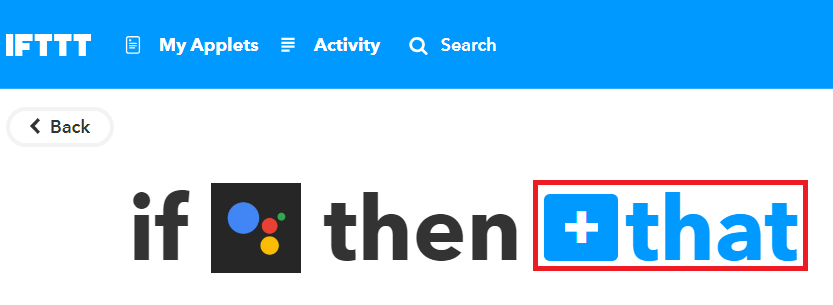 IFTTT My Applets Activity Search
Back
if then + that